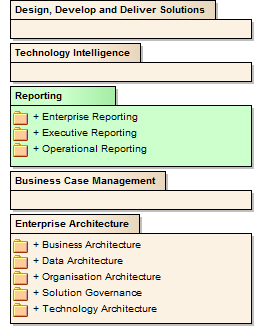 Design, Develop and Deliver Solutions
Technology Intelligence
Reporting
+ Enterprise Reporting
+ Executive Reporting
+ Operational Reporting
Business Case Management
Enterprise Architecture
+ Business Architecture
+ Data Architecture
+ Organisation Architecture
+ Solution Governance
+ Technology Architecture